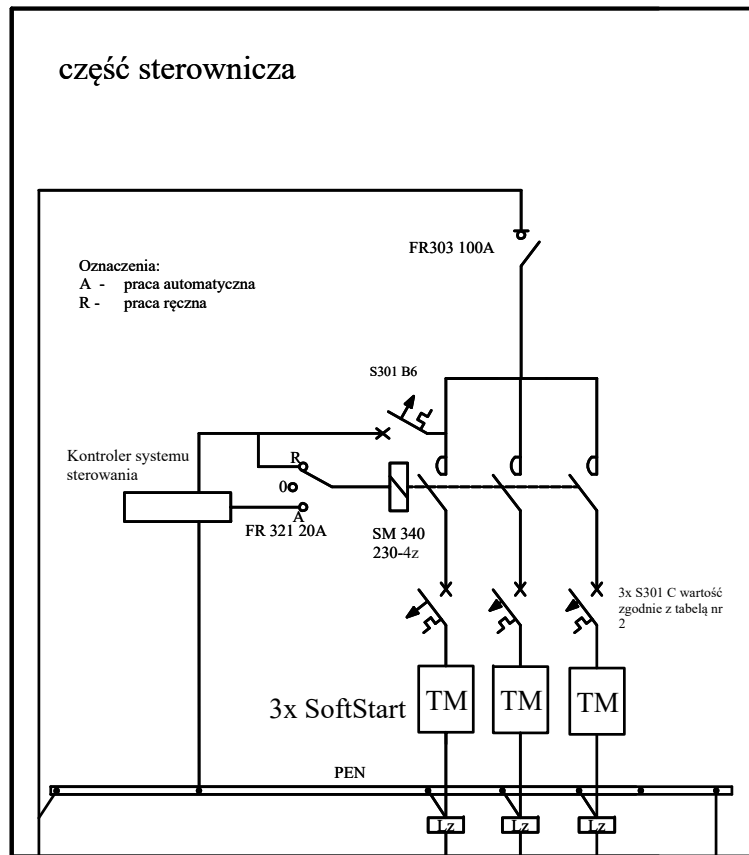 część sterownicza
FR303 100A
Oznaczenia:
A - praca automatyczna
R - praca ręczna
S301 B6
Kontroler systemu
sterowania
R
0
A
FR 321 20A
SM 340
230-4z
3x S301 C wartość
zgodnie z tabelą nr
2
3x SoftStart
TM TM TM
PEN
Lz Lz Lz